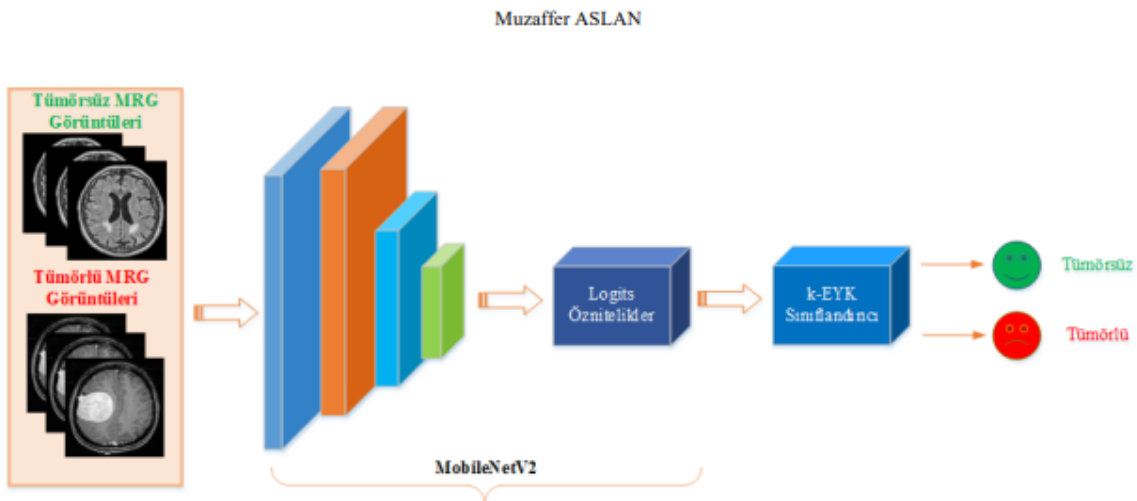 Muzaffer ASLAN
Tümörsüz MRG
Görüntüleri
Tümörlü MRG
Görüntüleri
Logits
Öznitelikler
k-EYK
Sınıflandırıcı
Tümörsüz
Tümörlü
MobileNetV2